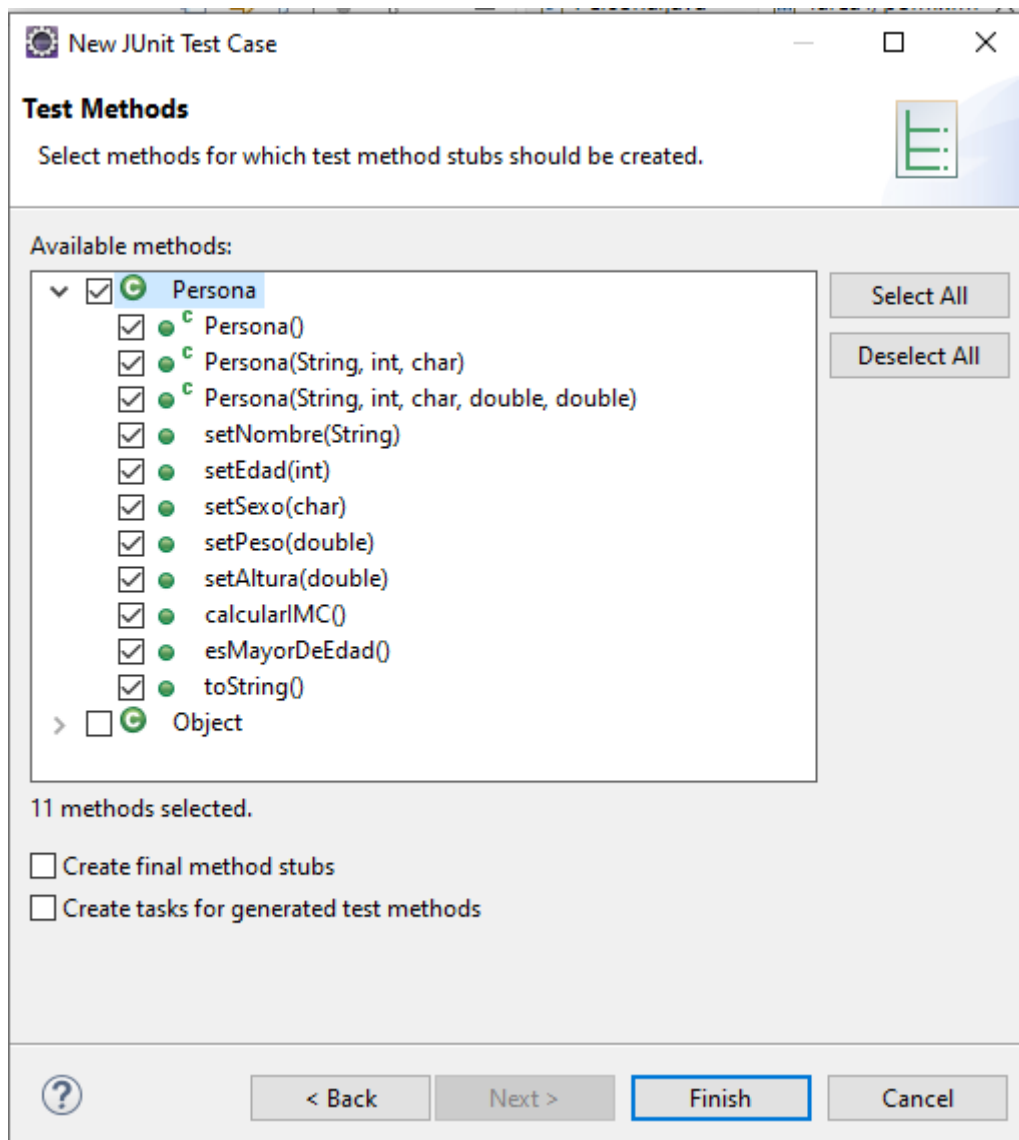 New JUnit Test Case
Test Methods
Select methods for which test method stubs should be created.
Available methods:
Persona
Select All
Persona()
Deselect All
Persona(String, int, char)
Persona(String, int, char, double, double)
setNombre(String)
setEdad(int)
setSexo(char)
setPeso(double)
setAltura(double)
calcularIMC()
esMayorDeEdad()
toString()
Object
11 methods selected.
Create final method stubs
Create tasks for generated test methods
< Back
Next >
Finish
Cancel